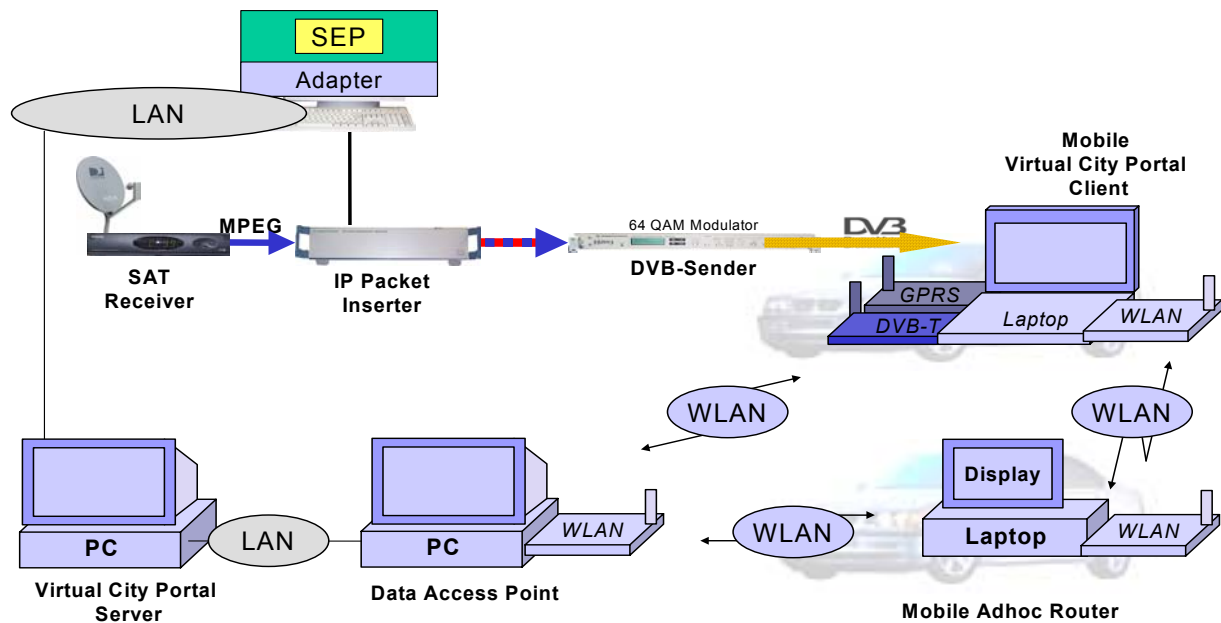 SEP
Adapter
LAN
Mobile
Virtual City Portal
Client
MPEG
64 QAM Modulator
DVB
SAT
Receiver
IP Packet
Inserter
DVB-Sender
GPRS
DVB-T
Laptop
WLAN
WLAN
WLAN
Display
WLAN
PC
LAN
PC
WLAN
Laptop
WLAN
Virtual City Portal
Server
Data Access Point
Mobile Adhoc Router